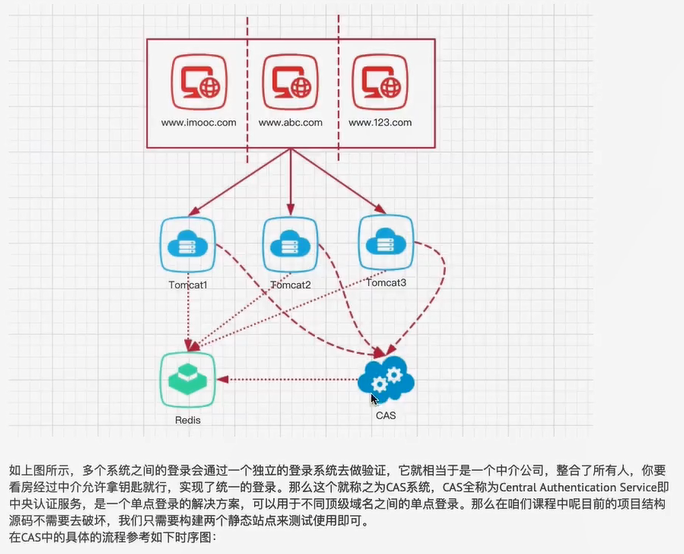 www.imooc.com www.abc.com www.123.com
Tomcat1 Tomcat2 Tomcat3
Redis CAS
如上图所示，多个系统之间的登录会通过一个独立的登录系统去做验证，它就相当于是一个中介公司，整合了所有人，你要
看房经过中介允许拿钥匙就行，实现了统一的登录。那么这个就称之为CAS系统，CAS全称为Central Authentication Service即
中央认证服务，是一个单点登录的解决方案，可以用于不同顶级域名之间的单点登录。那么在咱们课程中呢目前的项目结构
源码不需要去破坏，我们只需要构建两个静态站点来测试使用即可。
在CAS中的具体的流程参考如下时序图：